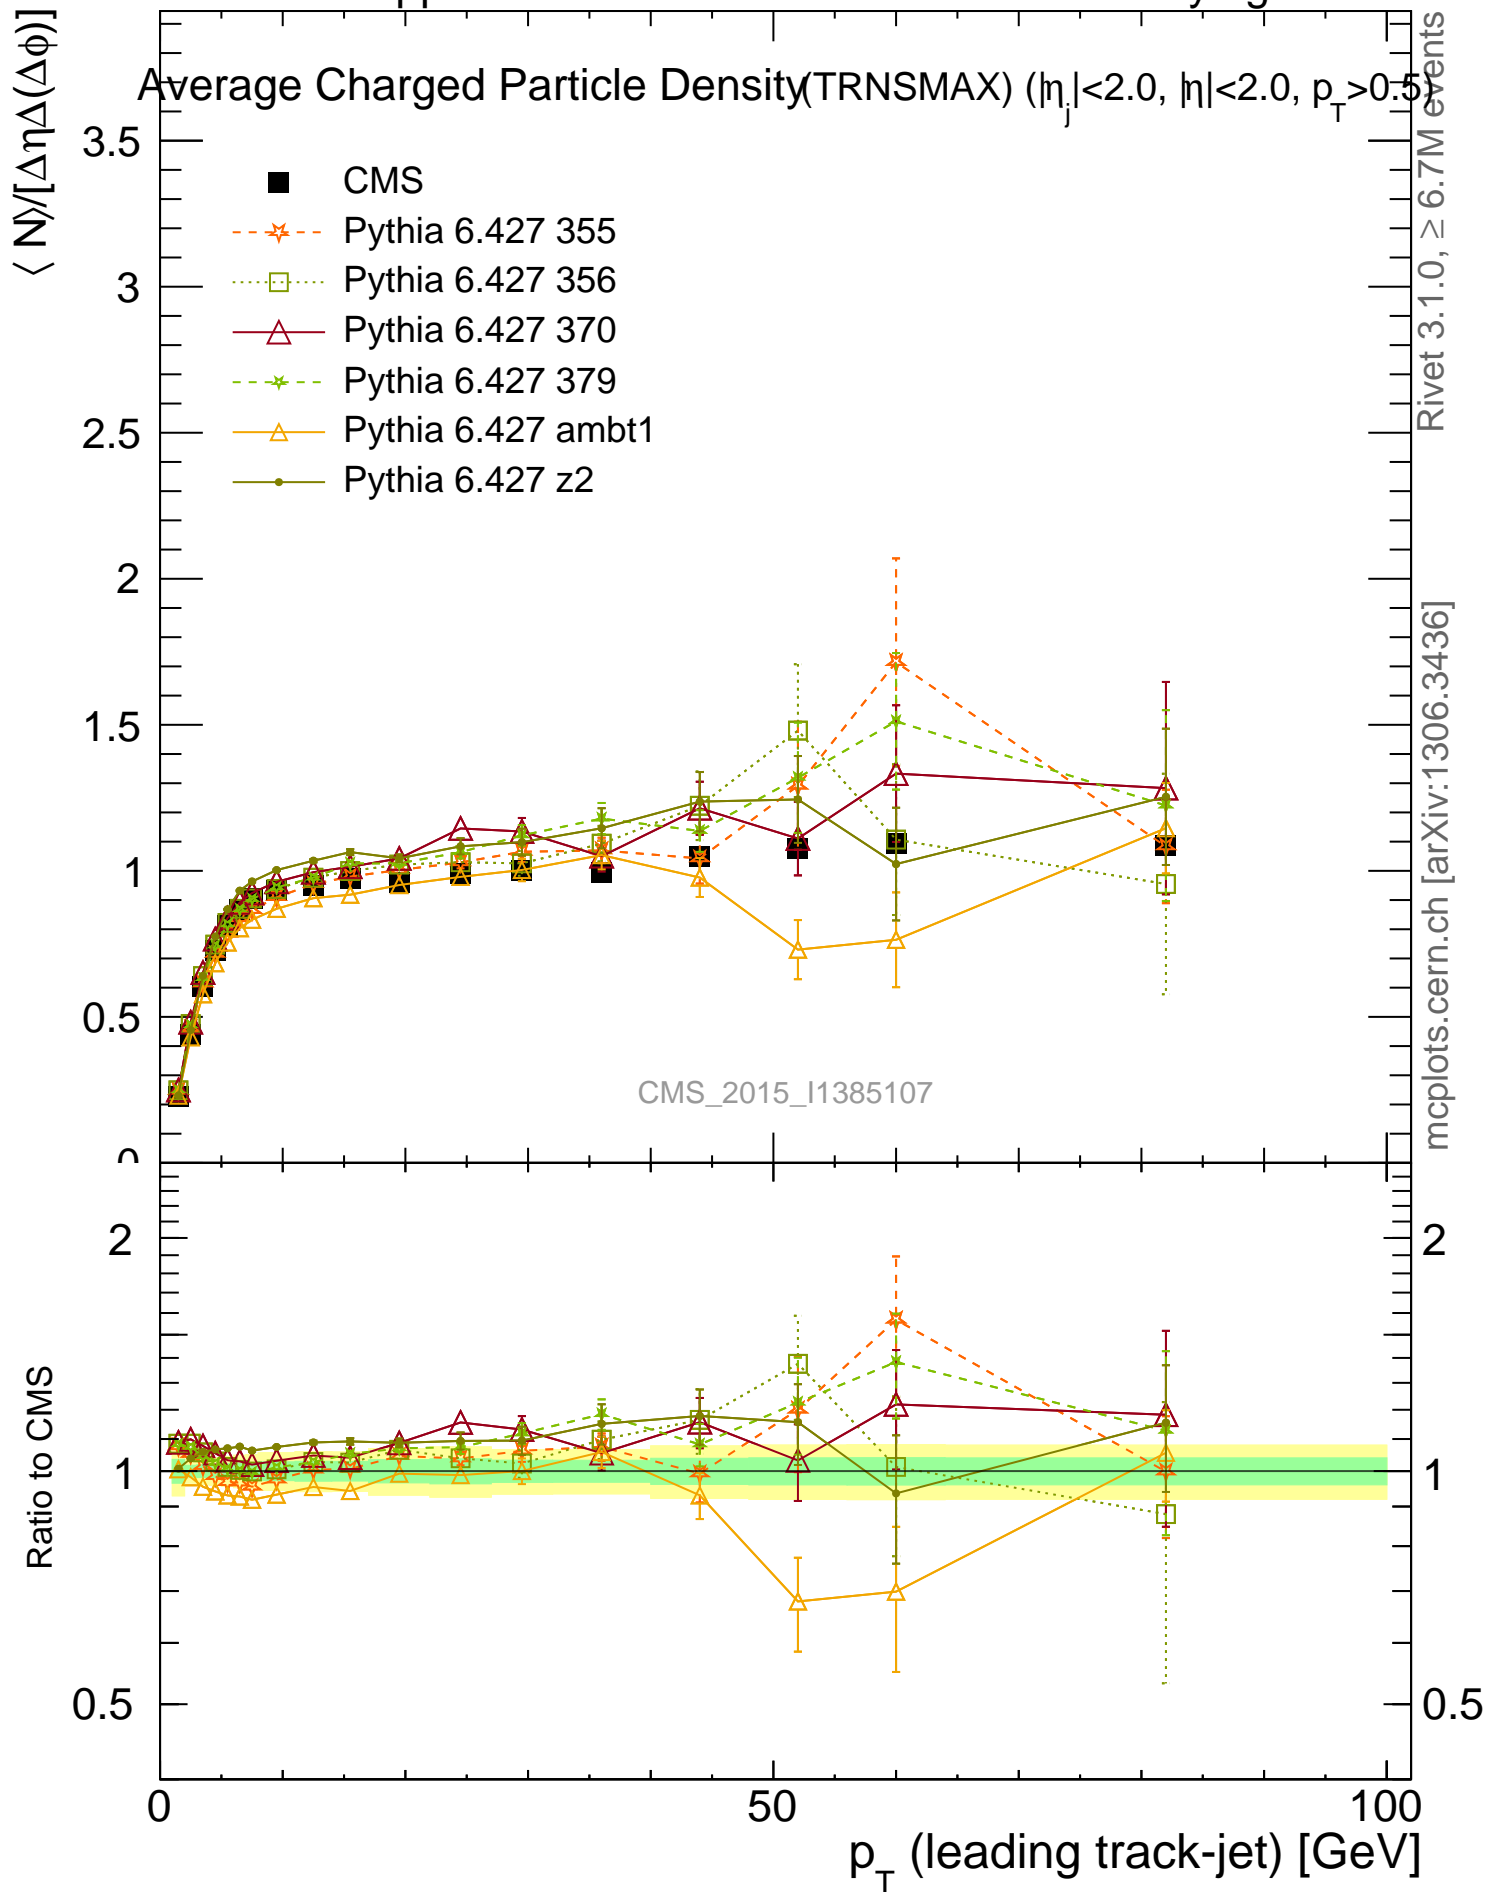 Average Charged Particle Density (TRNSMAX) (|η_j|<2.0, |η|<2.0, p_T>0.5)
⟨ N⟩/[ΔηΔ(Δϕ)]
3.5
3
2.5
2
1.5
1
0.5
0
CMS
Pythia 6.427 355
Pythia 6.427 356
Pythia 6.427 370
Pythia 6.427 379
Pythia 6.427 ambt1
Pythia 6.427 z2
CMS_2015_I1385107
Rivet 3.1.0, ≥ 6.7M events
mcplots.cern.ch [arXiv:1306.3436]
Ratio to CMS
2
1
0.5
2
1
0.5
0
50
100
p_T (leading track-jet) [GeV]